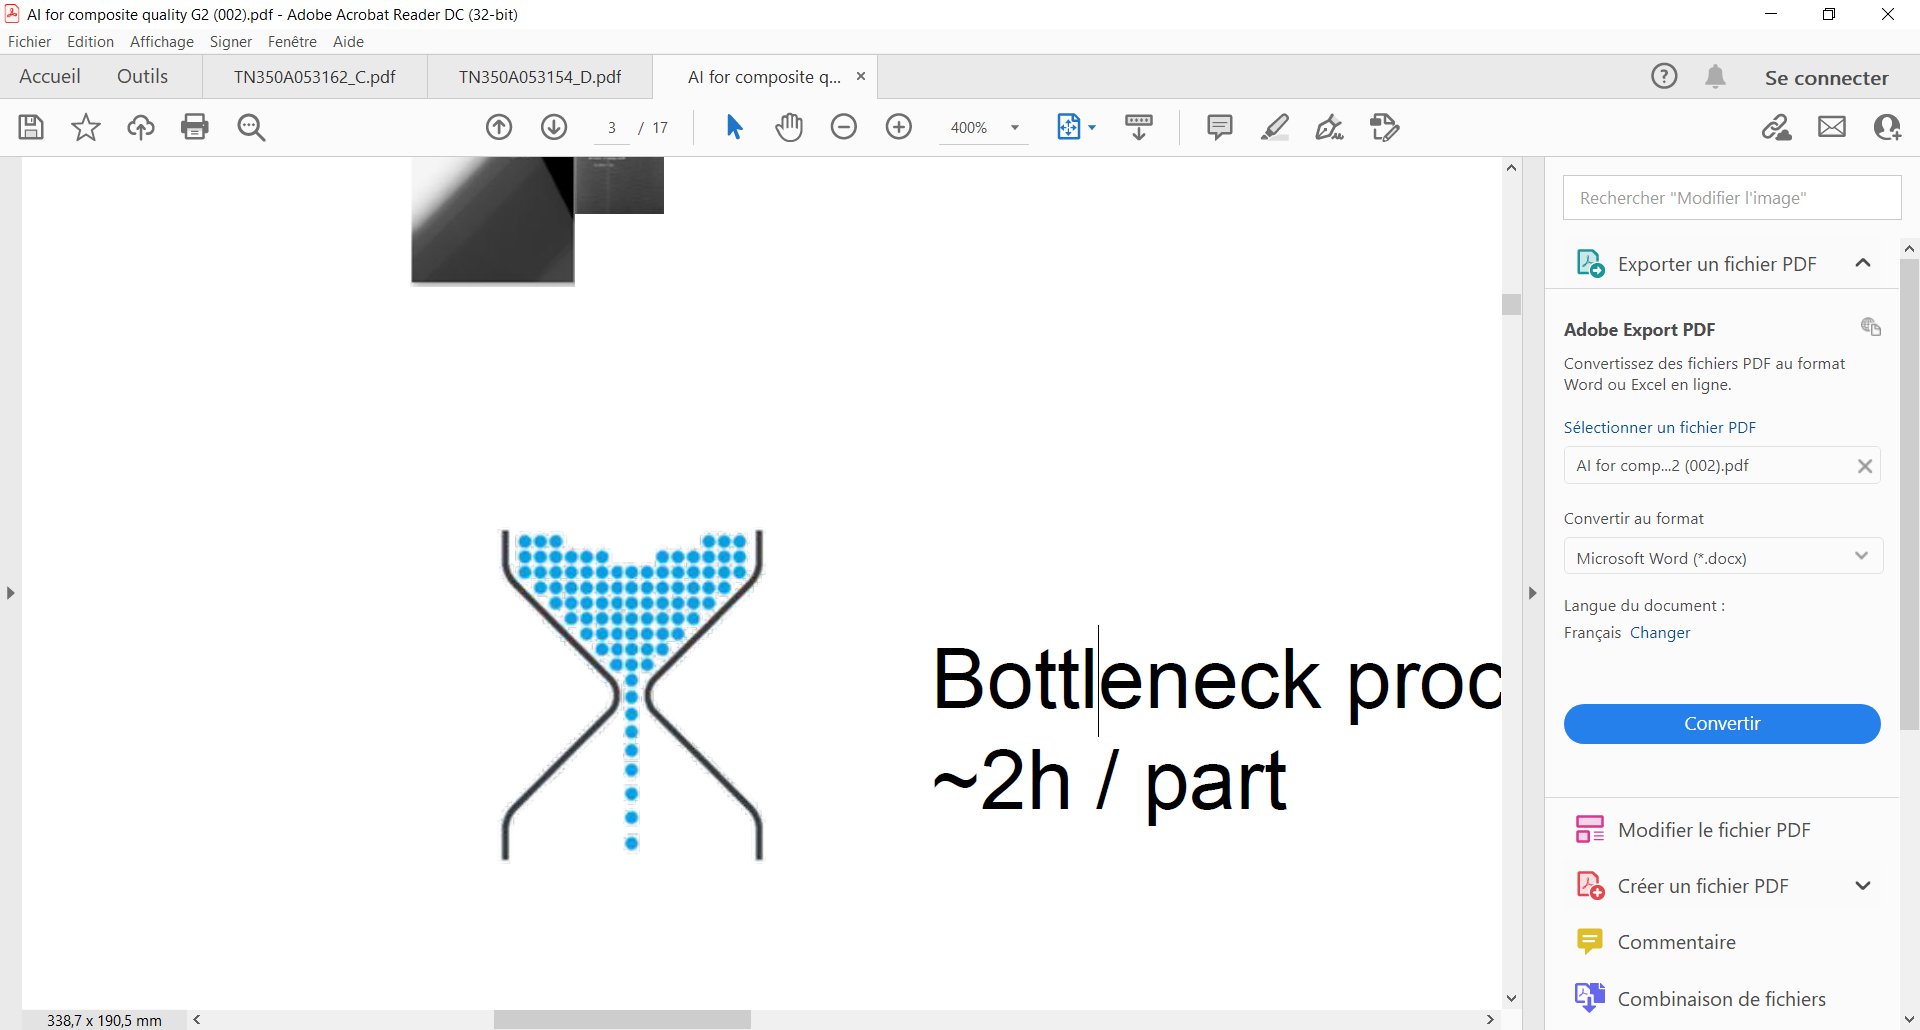 AI for composite quality G2 (002).pdf - Adobe Acrobat Reader DC (32-bit)
Fichier Edition Affichage Signer Fenêtre Aide
Accueil Outils TN350A053162_C.pdf TN350A053154_D.pdf AI for composite q... Se connecter
3 / 17 400%
Rechercher "Modifier l'image"
Exporter un fichier PDF
Adobe Export PDF
Convertissez des fichiers PDF au format
Word ou Excel en ligne.
Sélectionner un fichier PDF
AI for comp...2 (002).pdf
Convertir au format
Microsoft Word (*.docx)
Langue du document :
Français Changer
Convertir
Modifier le fichier PDF
Créer un fichier PDF
Commentaire
Combinaison de fichiers
Bottleneck proc
~2h / part
338,7 x 190,5 mm